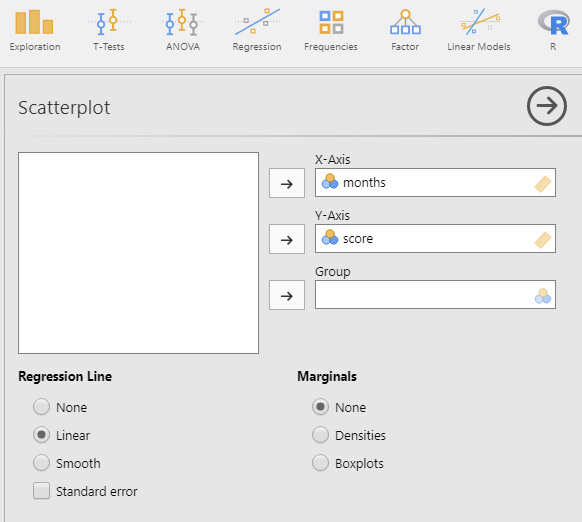 Exploration T-Tests ANOVA Regression Frequencies Factor Linear Models R
Scatterplot
X-Axis
months
Y-Axis
score
Group
Regression Line Marginals
None None
Linear Densities
Smooth Boxplots
Standard error